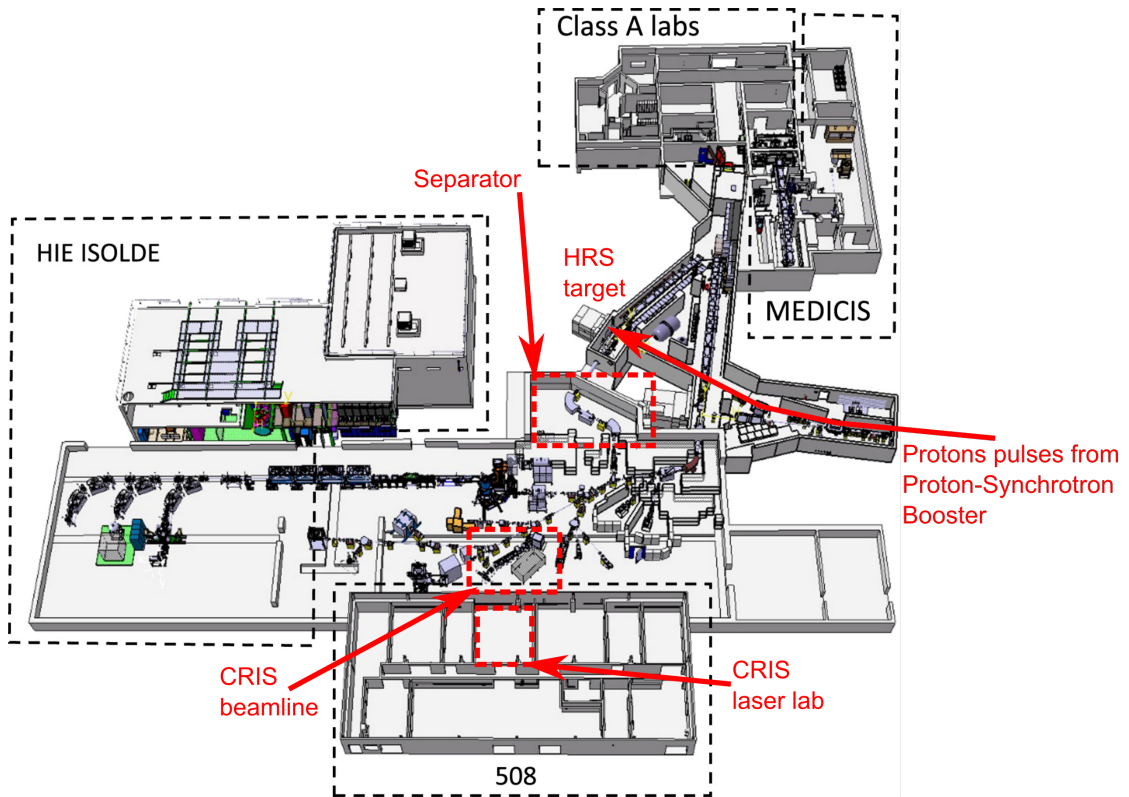 Class A labs
Separator
HIE ISOLDE
HRS
target
MEDICIS
Protons pulses from
Proton-Synchrotron
Booster
CRIS
beamline
CRIS
laser lab
508